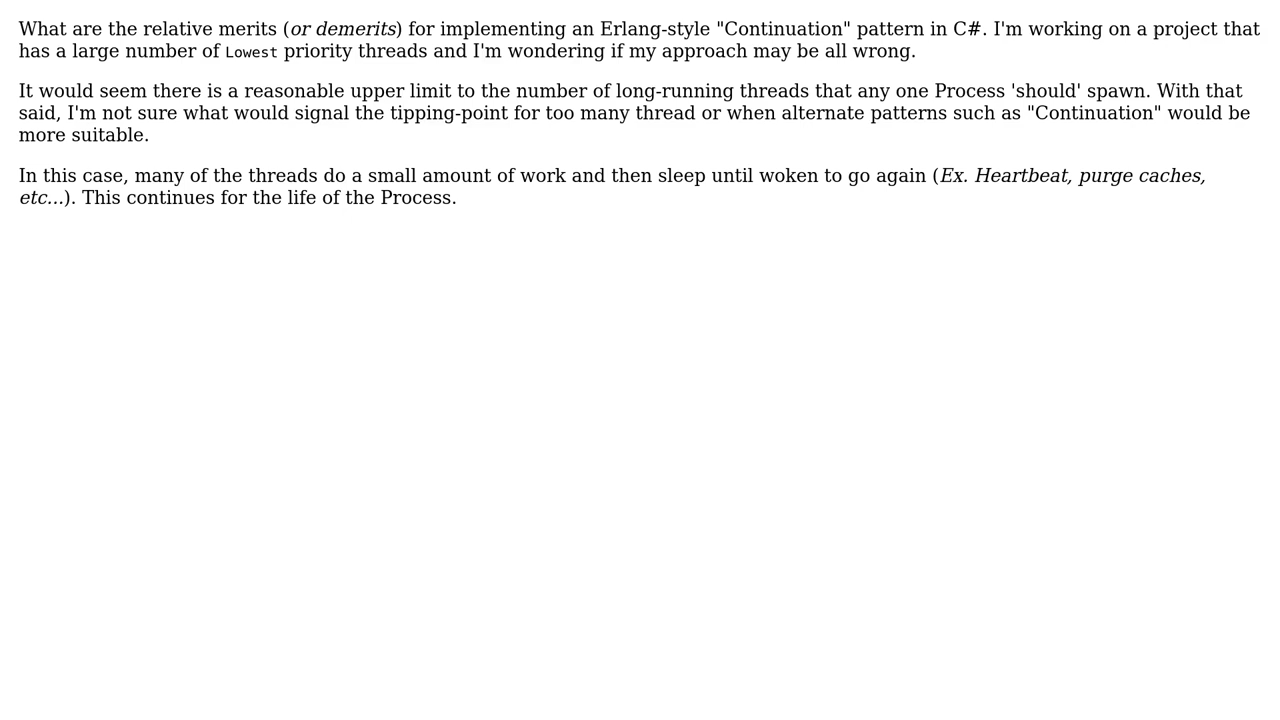 What are the relative merits (or demerits) for implementing an Erlang-style "Continuation" pattern in C#. I'm working on a project that
has a large number of Lowest priority threads and I'm wondering if my approach may be all wrong.
It would seem there is a reasonable upper limit to the number of long-running threads that any one Process 'should' spawn. With that
said, I'm not sure what would signal the tipping-point for too many thread or when alternate patterns such as "Continuation" would be
more suitable.
In this case, many of the threads do a small amount of work and then sleep until woken to go again (Ex. Heartbeat, purge caches,
etc...). This continues for the life of the Process.